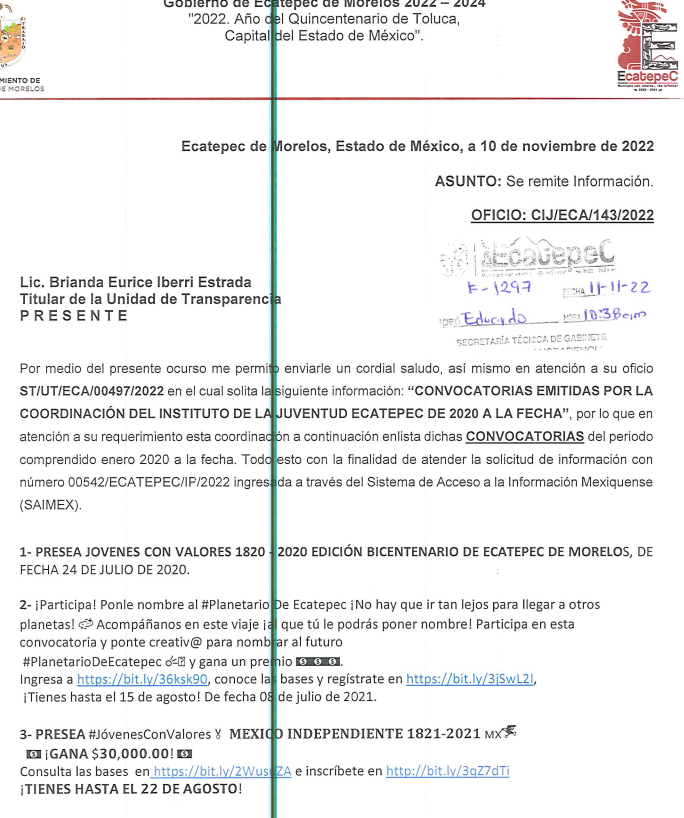 Gobierno de Ecatepec de Morelos 2022 – 2024
"2022. Año del Quincentenario de Toluca,
Capital del Estado de México".
MIENTO DE
DE MORELOS
EcatepeC
Ecatepec de Morelos, Estado de México, a 10 de noviembre de 2022
ASUNTO: Se remite Información.
OFICIO: CIJ/ECA/143/2022
EcatepeC
E-1297 FECHA 11-11-22
Eduardo HORA 10:38am
SECRETARÍA TÉCNICA DE GABINETE
Lic. Brianda Eurice Iberri Estrada
Titular de la Unidad de Transparencia
P R E S E N T E
Por medio del presente ocurso me permito enviarle un cordial saludo, así mismo en atención a su oficio
ST/UT/ECA/00497/2022 en el cual solita la siguiente información: “CONVOCATORIAS EMITIDAS POR LA
COORDINACIÓN DEL INSTITUTO DE LA JUVENTUD ECATEPEC DE 2020 A LA FECHA”, por lo que en
atención a su requerimiento esta coordinación a continuación enlista dichas CONVOCATORIAS del periodo
comprendido enero 2020 a la fecha. Todo esto con la finalidad de atender la solicitud de información con
número 00542/ECATEPEC/IP/2022 ingresada a través del Sistema de Acceso a la Información Mexiquense
(SAIMEX).
1- PRESEA JOVENES CON VALORES 1820 - 2020 EDICIÓN BICENTENARIO DE ECATEPEC DE MORELOS, DE
FECHA 24 DE JULIO DE 2020.
2- ¡Participa! Ponle nombre al #Planetario De Ecatepec ¡No hay que ir tan lejos para llegar a otros
planetas! Acompáñanos en este viaje ¡al que tú le podrás poner nombre! Participa en esta
convocatoria y ponte creativ@ para nombrar al futuro
#PlanetarioDeEcatepec y gana un premio
Ingresa a https://bit.ly/36ksk90, conoce las bases y regístrate en https://bit.ly/3jSwL2I,
¡Tienes hasta el 15 de agosto! De fecha 08 de julio de 2021.
3- PRESEA #JóvenesConValores MEXICO INDEPENDIENTE 1821-2021 MX
¡GANA $30,000.00!
Consulta las bases en https://bit.ly/2WusuZA e inscríbete en http://bit.ly/3qZ7dTi
¡TIENES HASTA EL 22 DE AGOSTO!